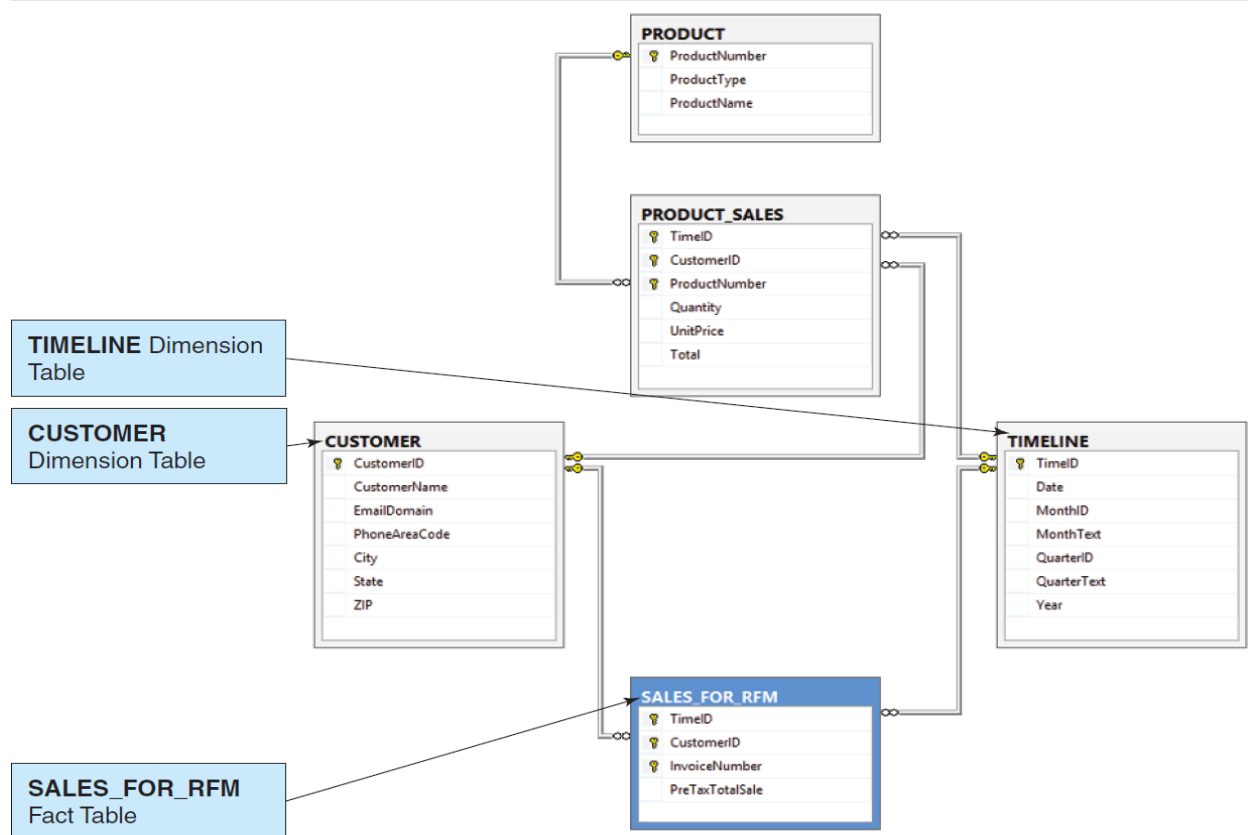 PRODUCT
ProductNumber
ProductType
ProductName
PRODUCT_SALES
TimeID
CustomerID
ProductNumber
Quantity
UnitPrice
Total
TIMELINE Dimension
Table
CUSTOMER
Dimension Table
CUSTOMER
CustomerID
CustomerName
EmailDomain
PhoneAreaCode
City
State
ZIP
TIMELINE
TimeID
Date
MonthID
MonthText
QuarterID
QuarterText
Year
SALES_FOR_RFM
TimeID
CustomerID
InvoiceNumber
PreTaxTotalSale
SALES_FOR_RFM
Fact Table